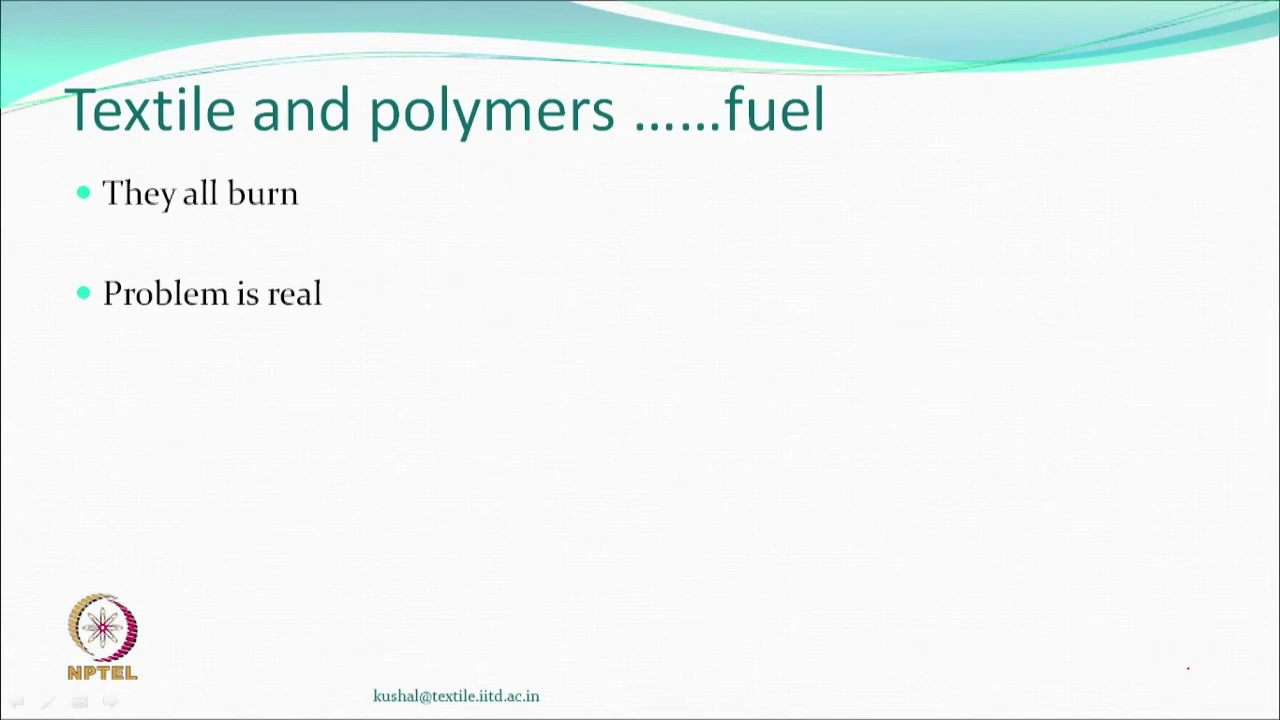 Textile and polymers ......fuel
They all burn
Problem is real
NPTEL
kushal@textile.iitd.ac.in